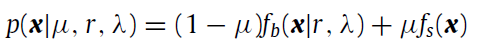 p(x|μ, r, λ) = (1 − μ)f_b(x|r, λ) + μf_s(x)